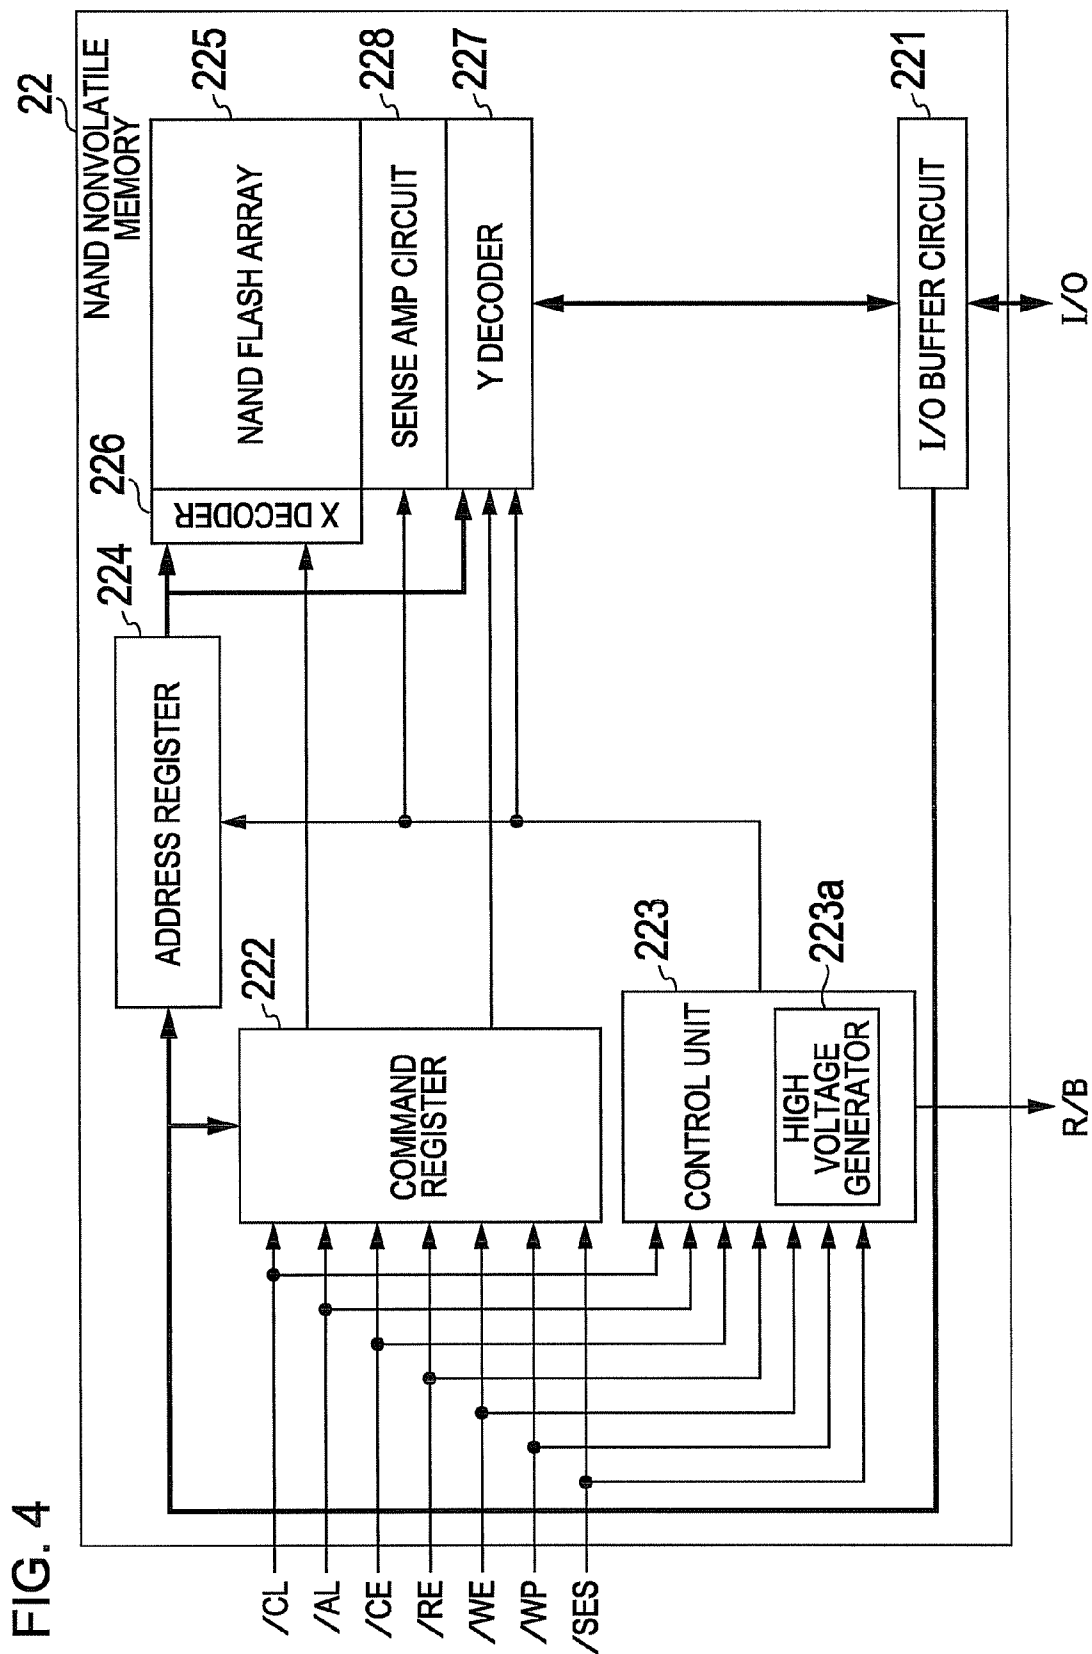 FIG. 4
22
NAND NONVOLATILE
MEMORY
224
226
225
ADDRESS REGISTER
X DECODER
NAND FLASH ARRAY
228
SENSE AMP CIRCUIT
227
Y DECODER
222
COMMAND
REGISTER
/CL
/AL
/CE
/RE
/WE
/WP
/SES
223
CONTROL UNIT
223a
HIGH
VOLTAGE
GENERATOR
221
I/O BUFFER CIRCUIT
R/B
I/O